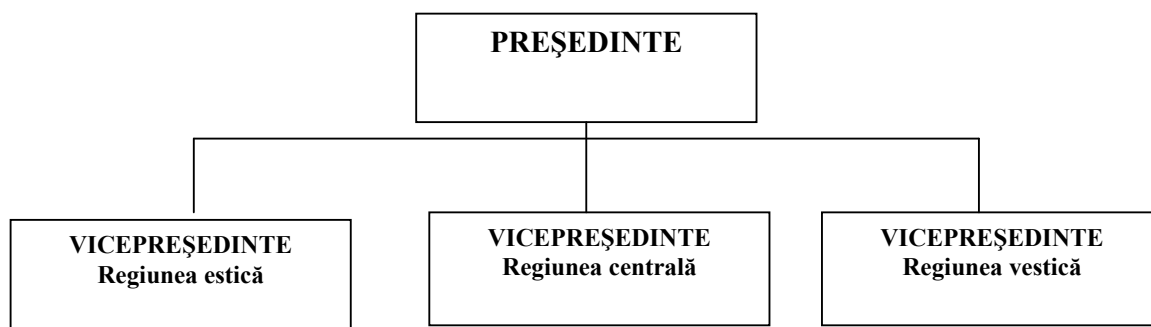 PREŞEDINTE
VICEPREŞEDINTE
Regiunea estică
VICEPREŞEDINTE
Regiunea centrală
VICEPREŞEDINTE
Regiunea vestică